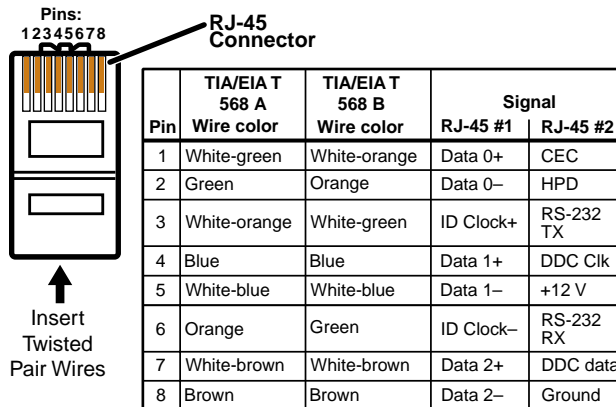 Pins:
12345678
RJ-45
Connector
Insert
Twisted
Pair Wires
Pin TIA/EIA T 568 A Wire color TIA/EIA T 568 B Wire color Signal RJ-45 #1 RJ-45 #2
1 White-green White-orange Data 0+ CEC
2 Green Orange Data 0– HPD
3 White-orange White-green ID Clock+ RS-232 TX
4 Blue Blue Data 1+ DDC Clk
5 White-blue White-blue Data 1– +12 V
6 Orange Green ID Clock– RS-232 RX
7 White-brown White-brown Data 2+ DDC data
8 Brown Brown Data 2– Ground